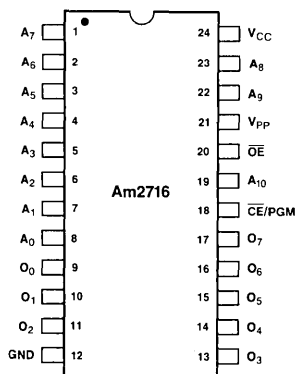 A7 1 24 VCC
A6 2 23 A8
A5 3 22 A9
A4 4 21 VPP
A3 5 20 O̅E̅
A2 6 19 A10
Am2716
A1 7 18 C̅E̅/PGM
A0 8 17 O7
O0 9 16 O6
O1 10 15 O5
O2 11 14 O4
GND 12 13 O3